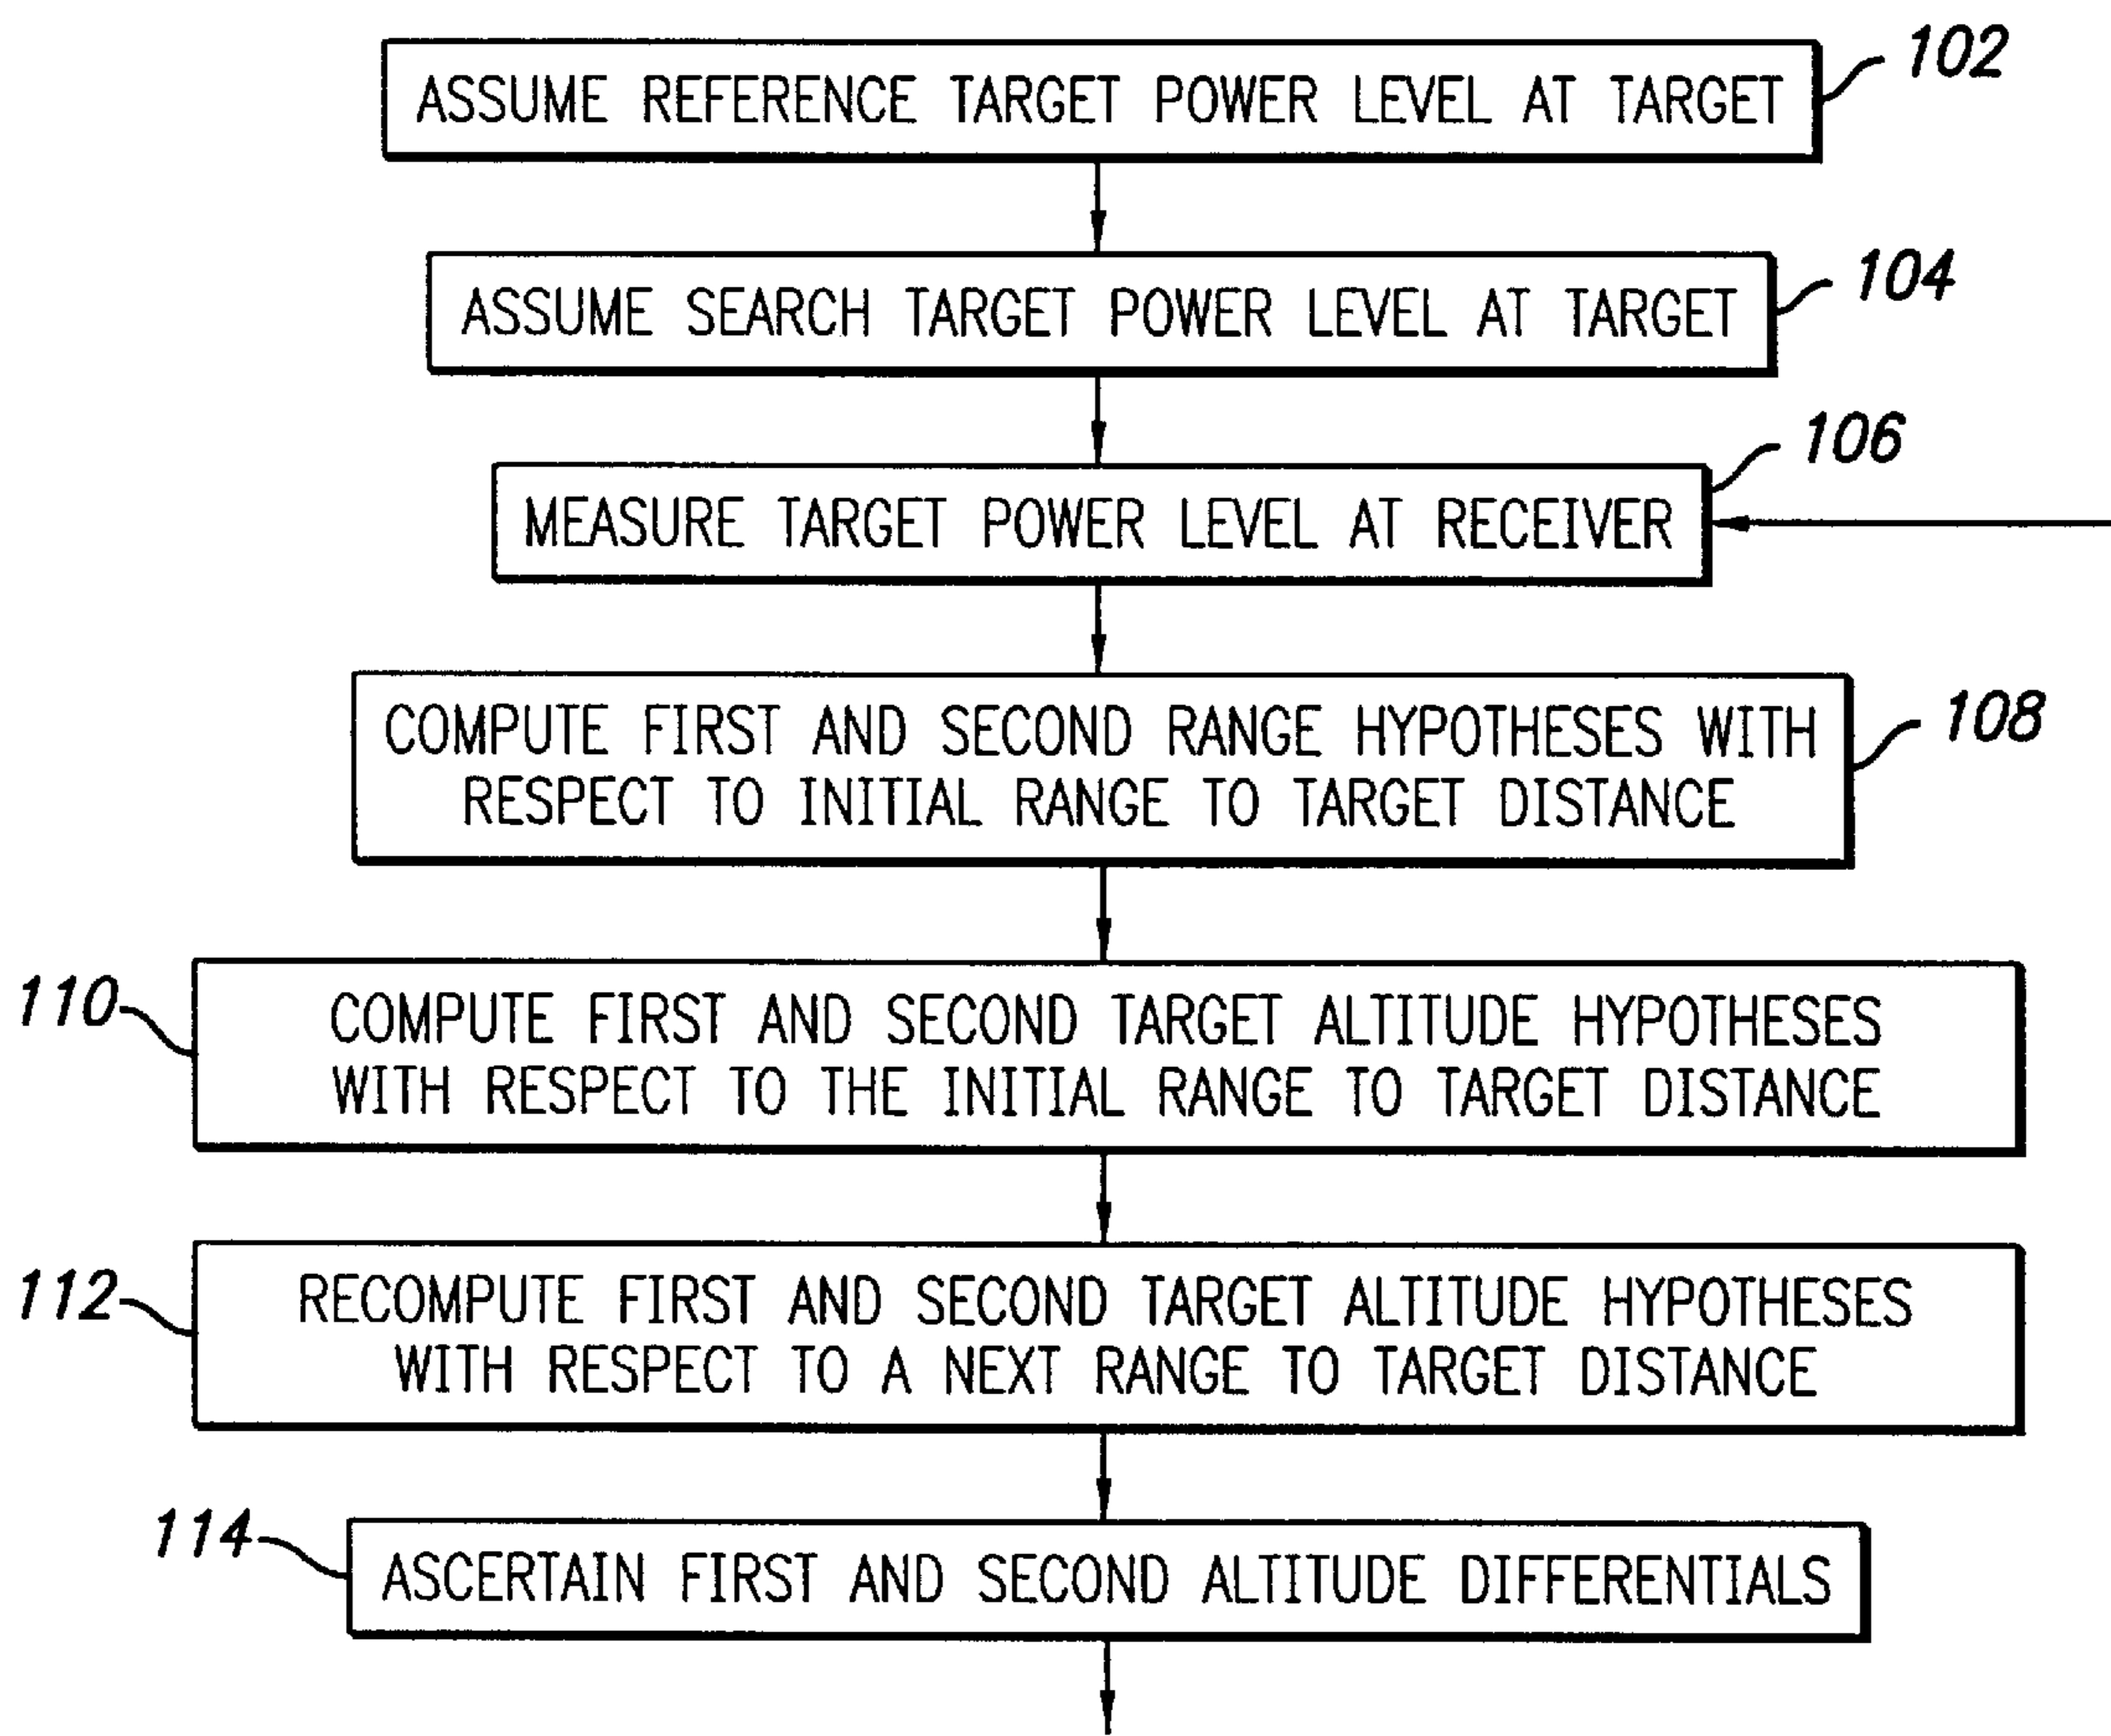 102
ASSUME REFERENCE TARGET POWER LEVEL AT TARGET
104
ASSUME SEARCH TARGET POWER LEVEL AT TARGET
106
MEASURE TARGET POWER LEVEL AT RECEIVER
108
COMPUTE FIRST AND SECOND RANGE HYPOTHESES WITH
RESPECT TO INITIAL RANGE TO TARGET DISTANCE
110
COMPUTE FIRST AND SECOND TARGET ALTITUDE HYPOTHESES
WITH RESPECT TO THE INITIAL RANGE TO TARGET DISTANCE
112
RECOMPUTE FIRST AND SECOND TARGET ALTITUDE HYPOTHESES
WITH RESPECT TO A NEXT RANGE TO TARGET DISTANCE
114
ASCERTAIN FIRST AND SECOND ALTITUDE DIFFERENTIALS